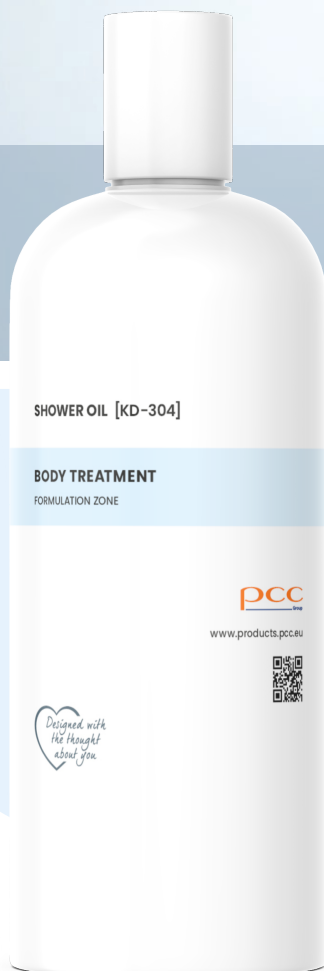 SHOWER OIL [KD-304]
BODY TREATMENT
FORMULATION ZONE
pcc
Group
www.products.pcc.eu
Designed with
the thought
about you